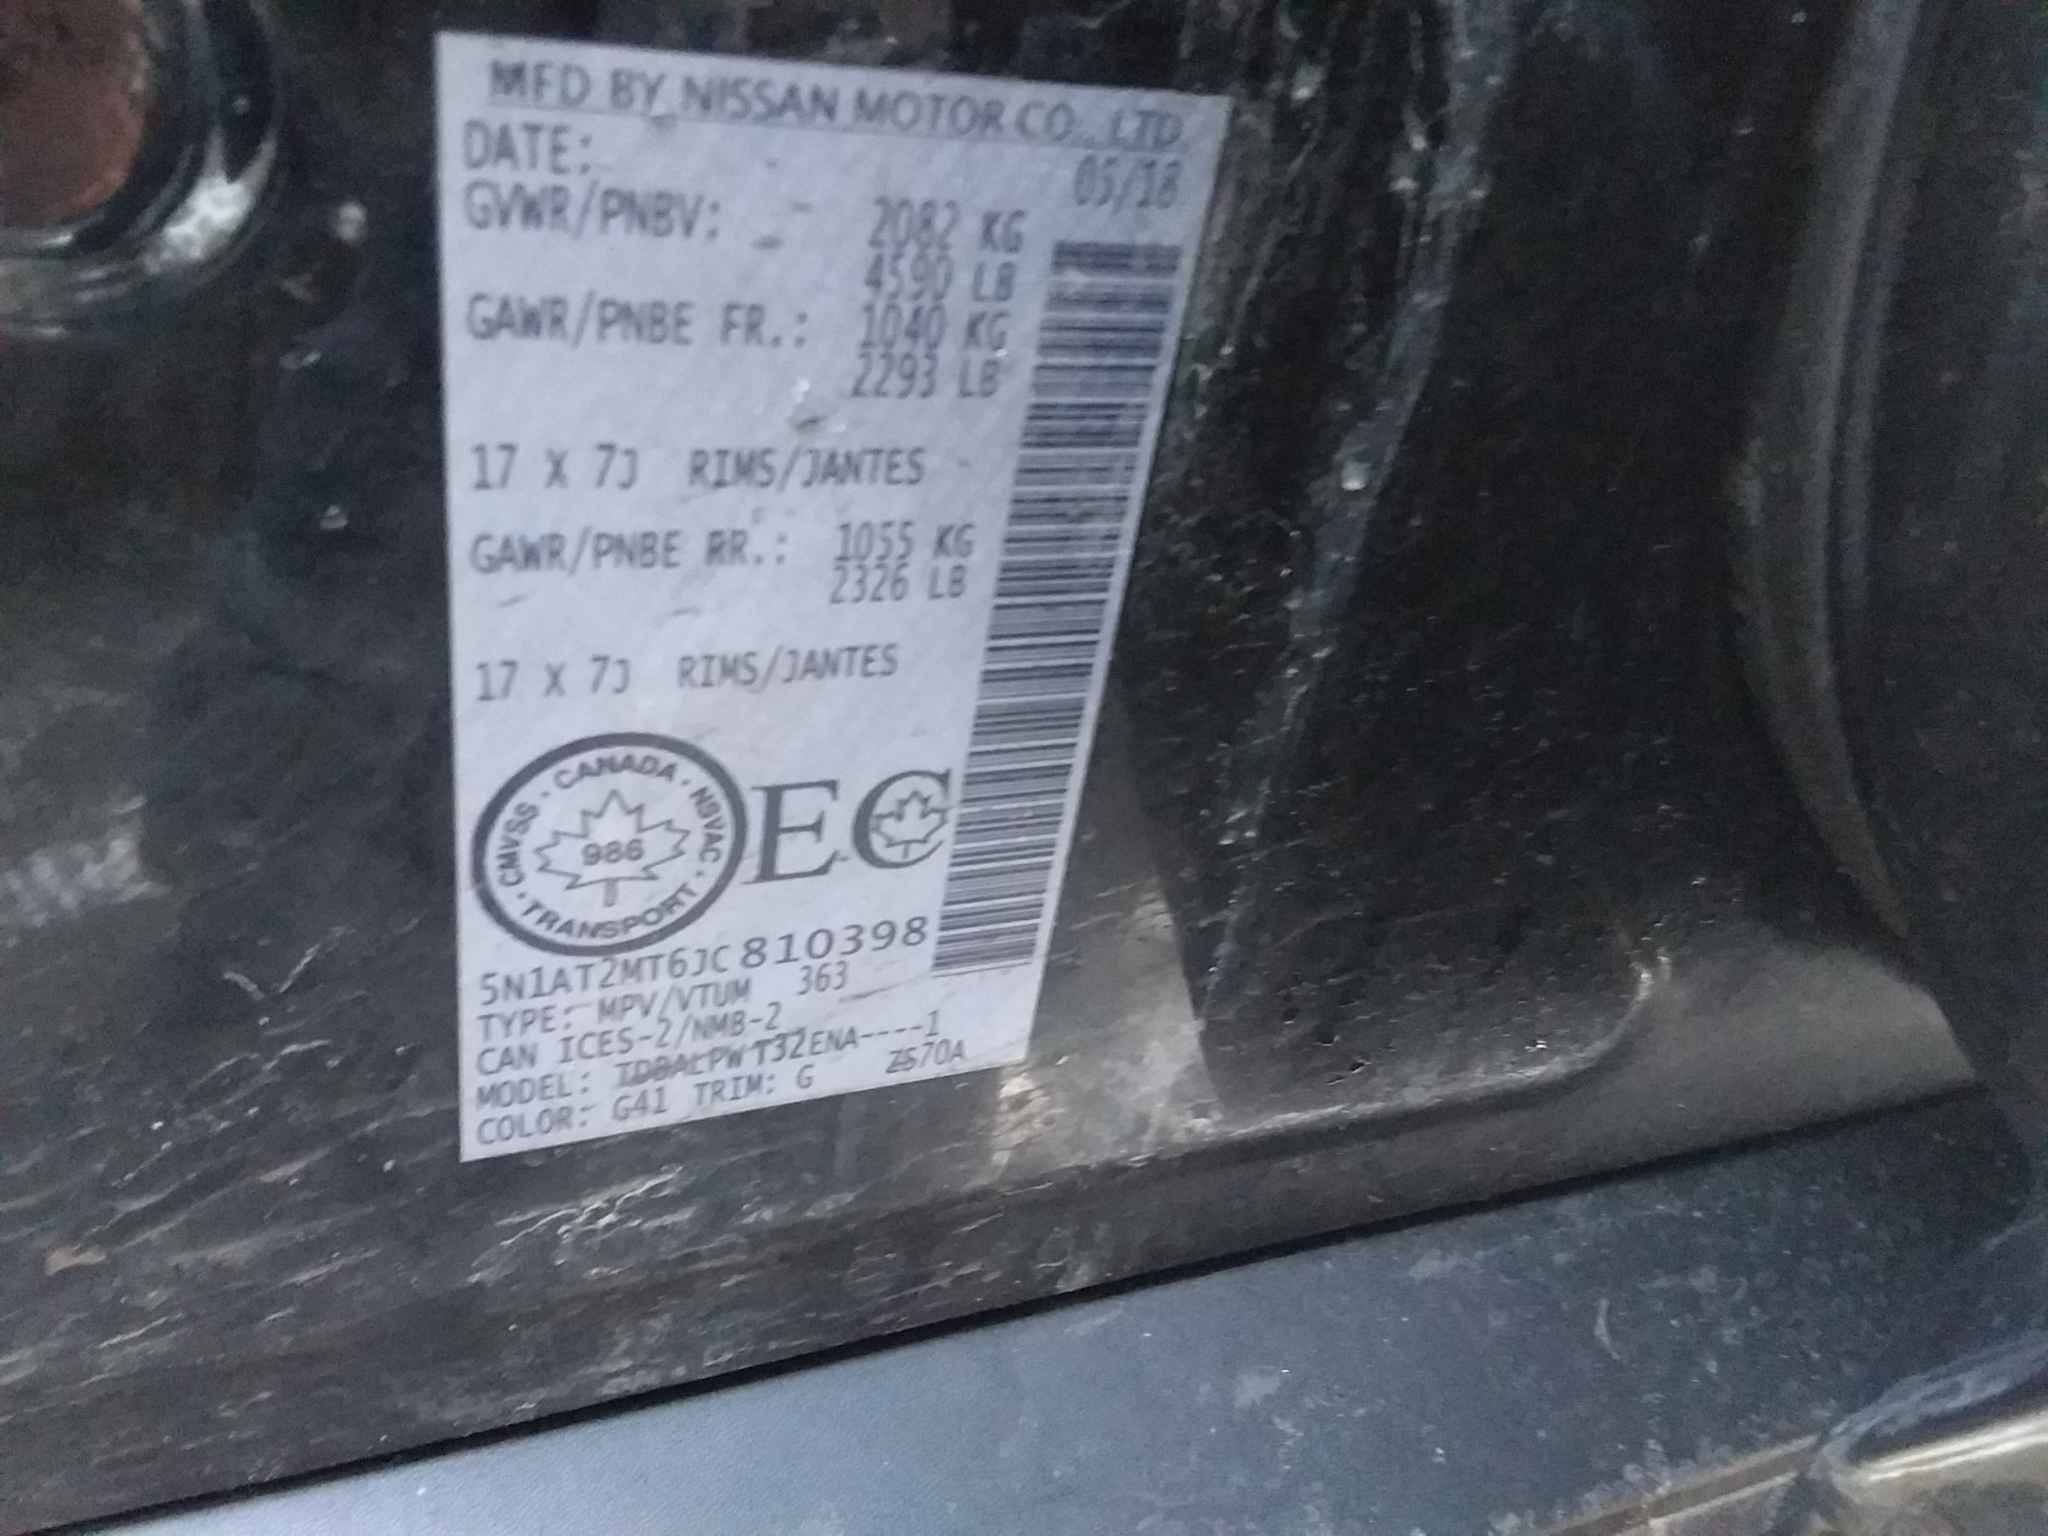 MFD BY NISSAN MOTOR CO., LTD.
DATE: 05/18
GVWR/PNBV: 2082 KG
4590 LB
GAWR/PNBE FR.: 1040 KG
2293 LB
17 X 7J RIMS/JANTES
GAWR/PNBE RR.: 1055 KG
2326 LB
17 X 7J RIMS/JANTES
CMVSS · CANADA · NSVAC · TRANSPORT
986
EC
5N1AT2MT6JC810398
TYPE: MPV/VTUM 363
CAN ICES-2/NMB-2
MODEL: T32ENA----1
COLOR: G41 TRIM: G